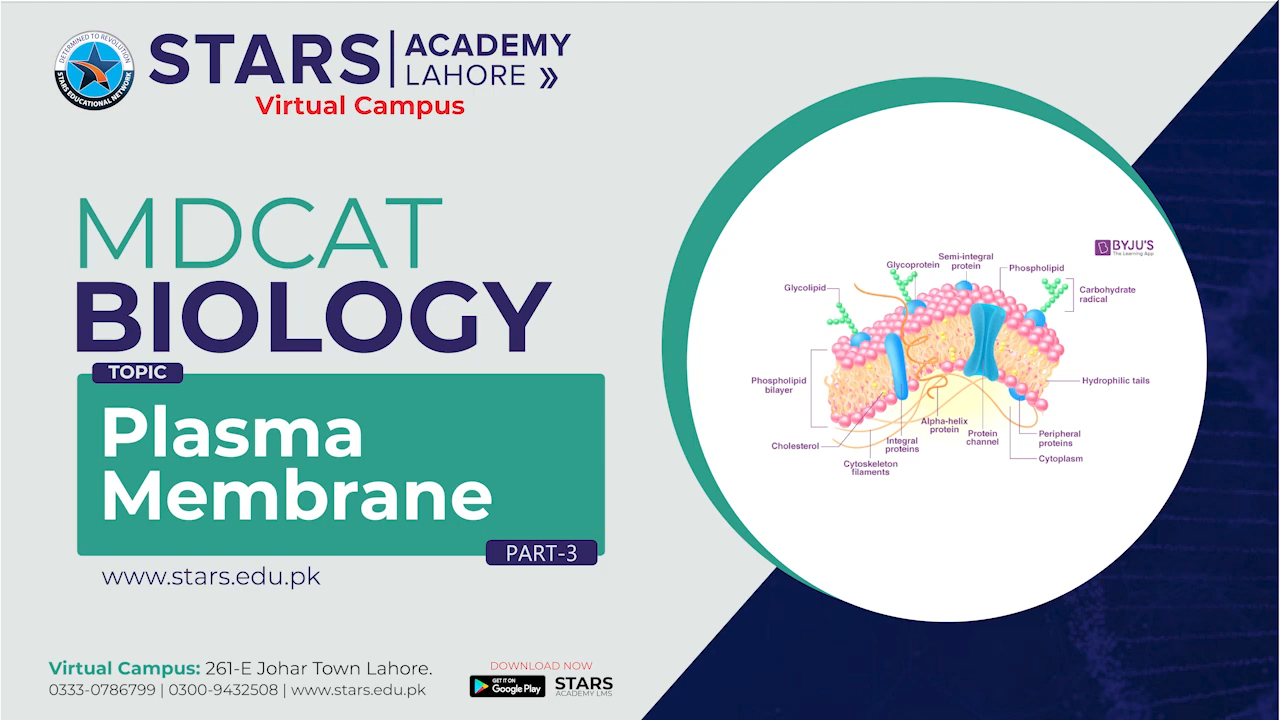 DETERMINED TO REVOLUTION
STARS EDUCATIONAL NETWORK
STARS
ACADEMY
LAHORE
Virtual Campus
MDCAT
BIOLOGY
TOPIC
Plasma
Membrane
PART-3
www.stars.edu.pk
Virtual Campus: 261-E Johar Town Lahore.
0333-0786799 | 0300-9432508 | www.stars.edu.pk
DOWNLOAD NOW
GET IT ON
Google Play
STARS
ACADEMY LMS
BYJU'S
The Learning App
Glycolipid
Glycoprotein
Semi-integral
protein
Phospholipid
Carbohydrate
radical
Phospholipid
bilayer
Hydrophilic tails
Cholesterol
Cytoskeleton
filaments
Integral
proteins
Alpha-helix
protein
Protein
channel
Peripheral
proteins
Cytoplasm